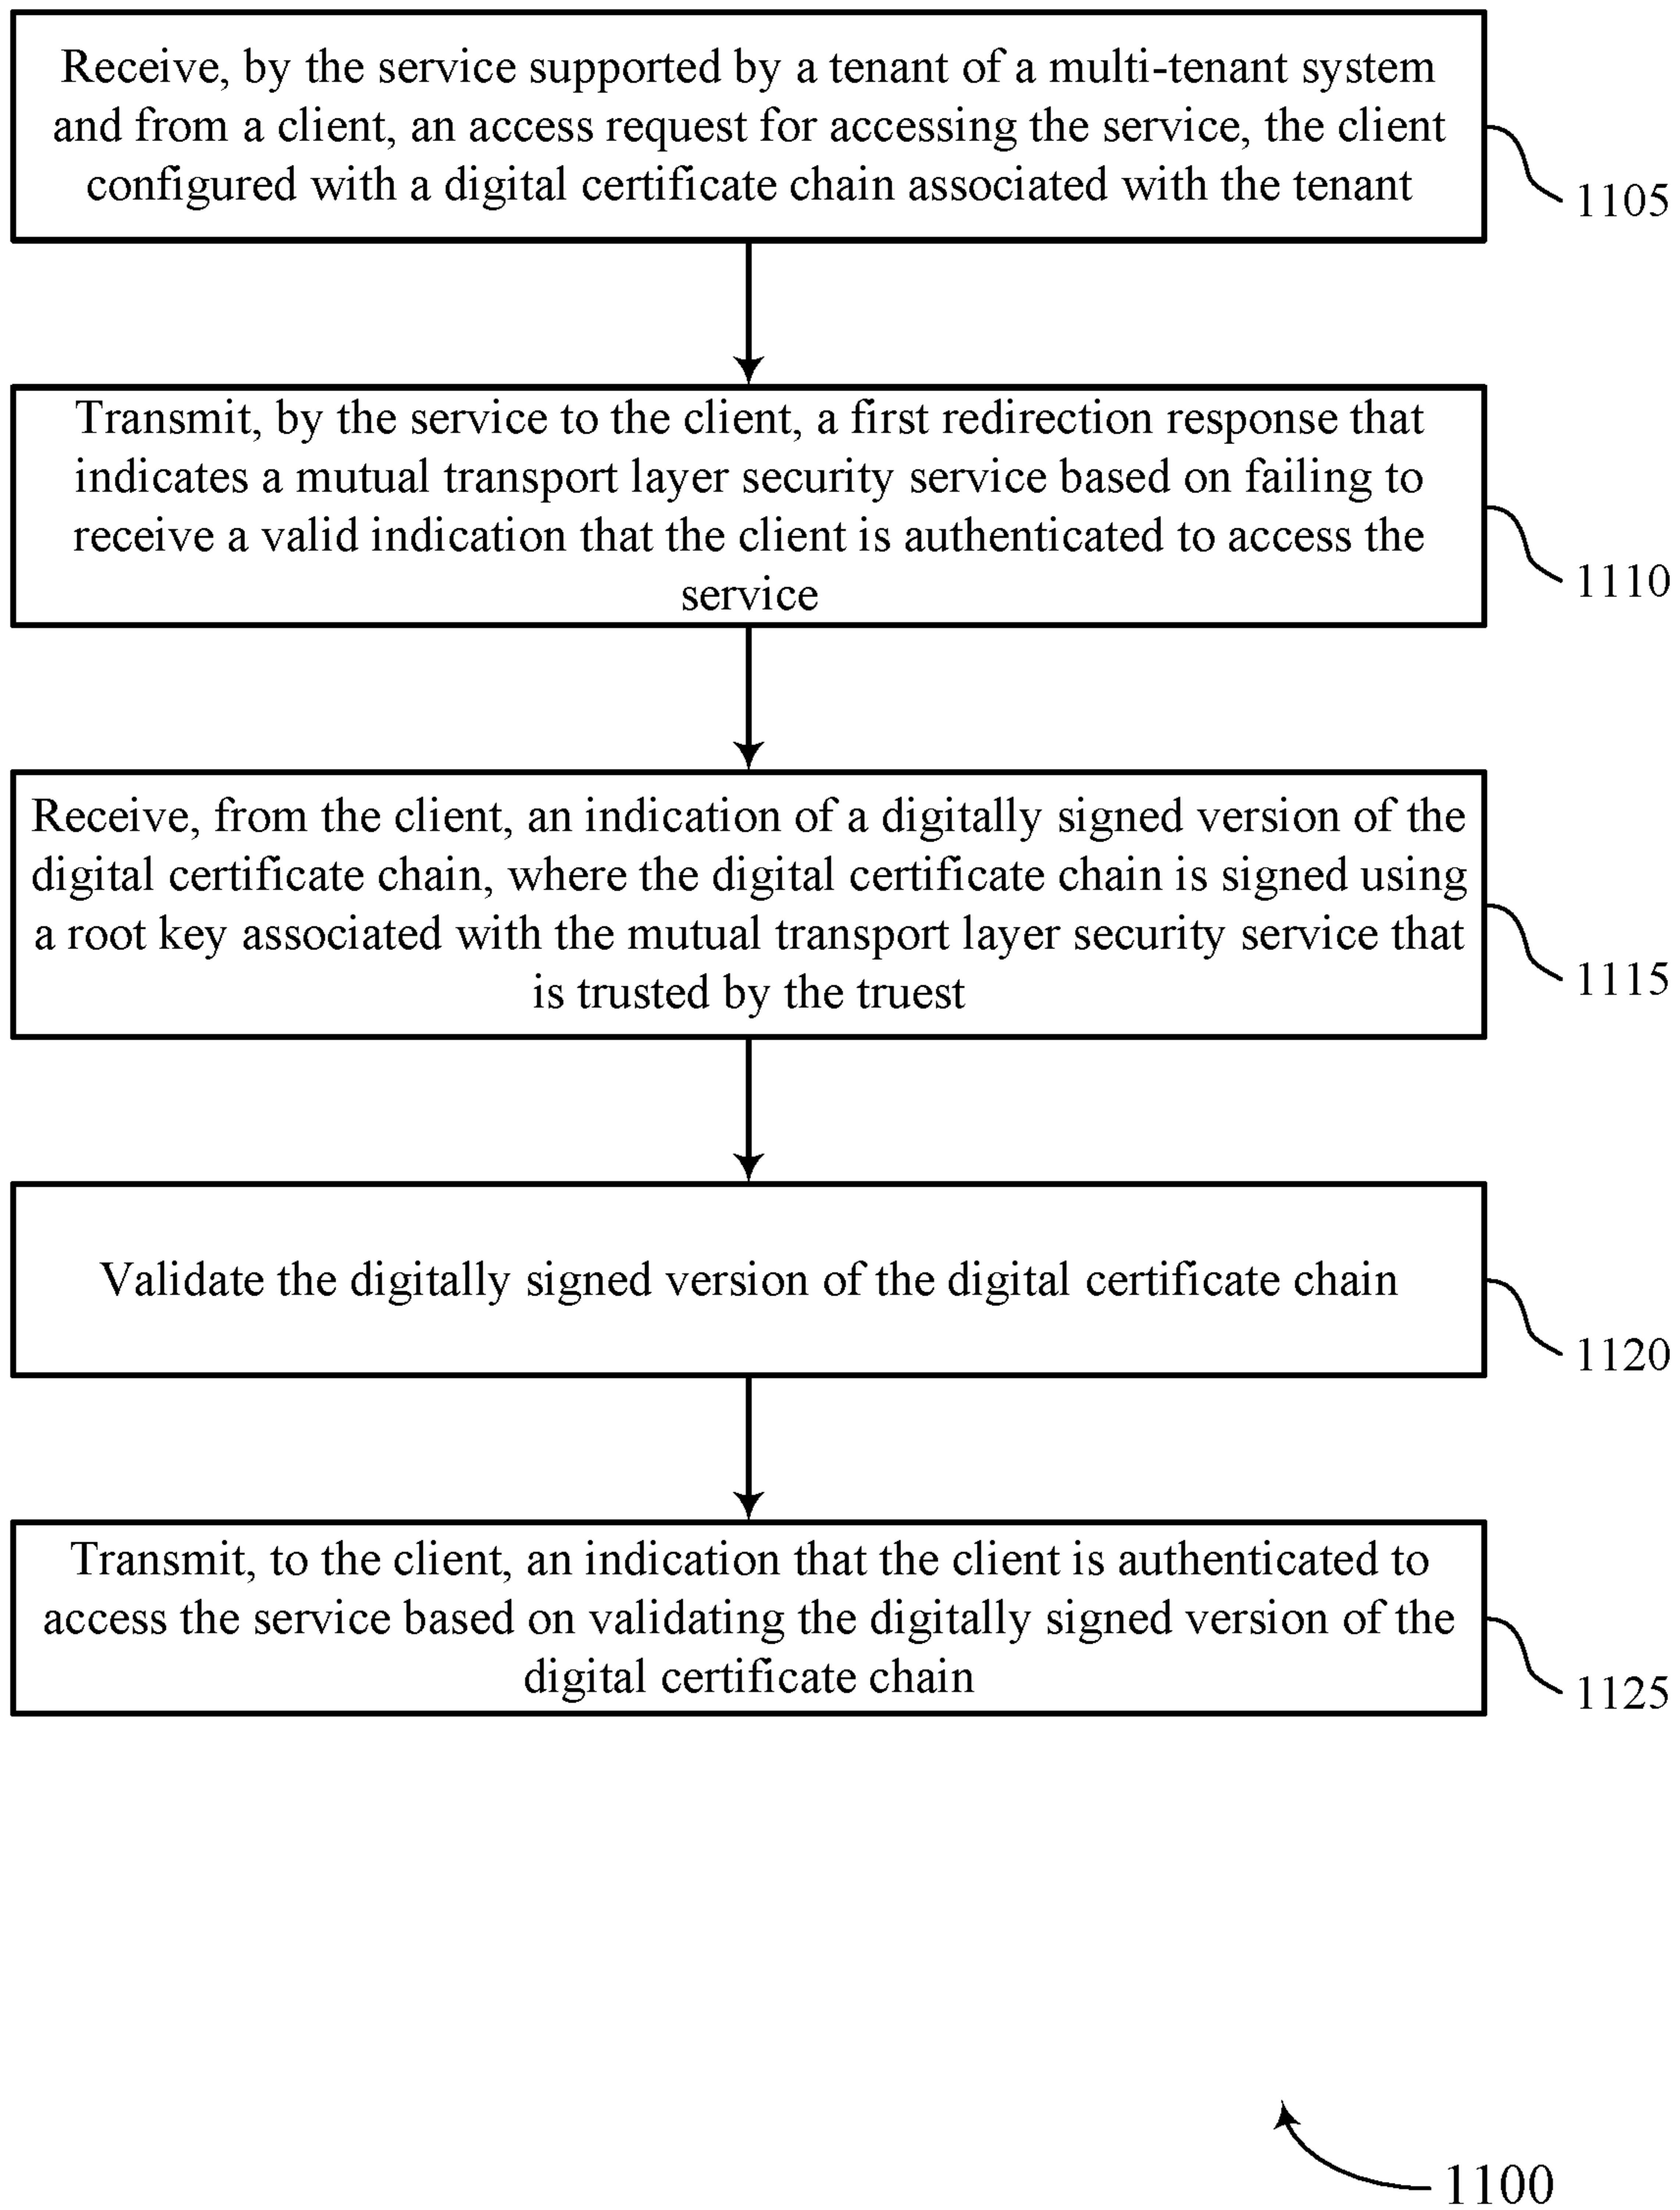 Receive, by the service supported by a tenant of a multi-tenant system
and from a client, an access request for accessing the service, the client
configured with a digital certificate chain associated with the tenant
1105
Transmit, by the service to the client, a first redirection response that
indicates a mutual transport layer security service based on failing to
receive a valid indication that the client is authenticated to access the
service
1110
Receive, from the client, an indication of a digitally signed version of the
digital certificate chain, where the digital certificate chain is signed using
a root key associated with the mutual transport layer security service that
is trusted by the truest
1115
Validate the digitally signed version of the digital certificate chain
1120
Transmit, to the client, an indication that the client is authenticated to
access the service based on validating the digitally signed version of the
digital certificate chain
1125
1100